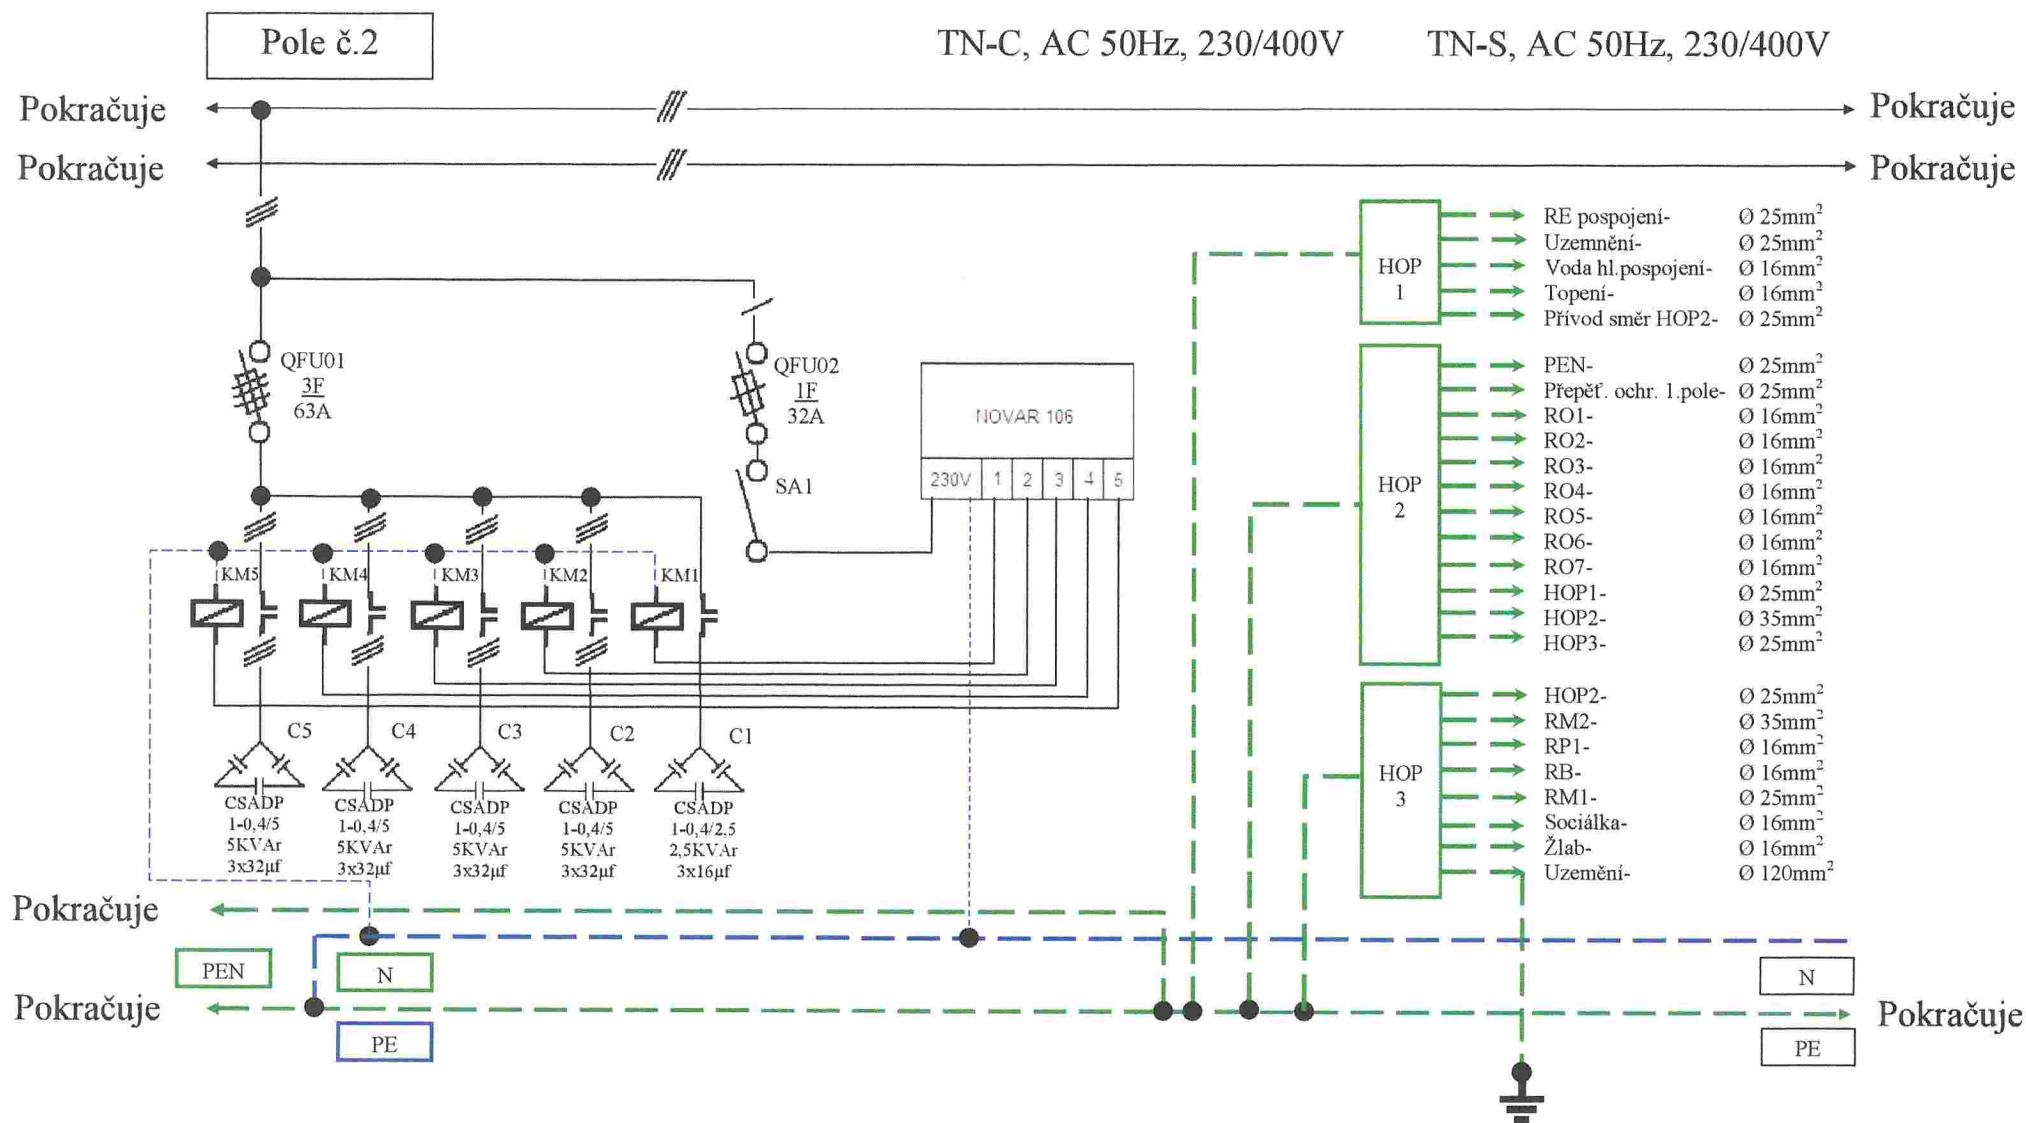 Pole č.2
TN-C, AC 50Hz, 230/400V
TN-S, AC 50Hz, 230/400V
Pokračuje
Pokračuje
Pokračuje
Pokračuje
HOP
1
RE pospojení- Ø 25mm²
Uzemnění- Ø 25mm²
Voda hl.pospojení- Ø 16mm²
Topení- Ø 16mm²
Přívod směr HOP2- Ø 25mm²
QFU01
3F
63A
QFU02
1F
32A
SA1
NOVAR 106
230V 1 2 3 4 5
HOP
2
PEN- Ø 25mm²
Přepěť. ochr. 1.pole- Ø 25mm²
RO1- Ø 16mm²
RO2- Ø 16mm²
RO3- Ø 16mm²
RO4- Ø 16mm²
RO5- Ø 16mm²
RO6- Ø 16mm²
RO7- Ø 16mm²
HOP1- Ø 25mm²
HOP2- Ø 35mm²
HOP3- Ø 25mm²
KM5 KM4 KM3 KM2 KM1
HOP
3
HOP2- Ø 25mm²
RM2- Ø 35mm²
RP1- Ø 16mm²
RB- Ø 16mm²
RM1- Ø 25mm²
Sociálka- Ø 16mm²
Žlab- Ø 16mm²
Uzemění- Ø 120mm²
C5 C4 C3 C2 C1
CSADP
1-0,4/5
5KVAr
3x32µf
CSADP
1-0,4/5
5KVAr
3x32µf
CSADP
1-0,4/5
5KVAr
3x32µf
CSADP
1-0,4/5
5KVAr
3x32µf
CSADP
1-0,4/2,5
2,5KVAr
3x16µf
Pokračuje
PEN
N
N
Pokračuje
Pokračuje
PE
PE